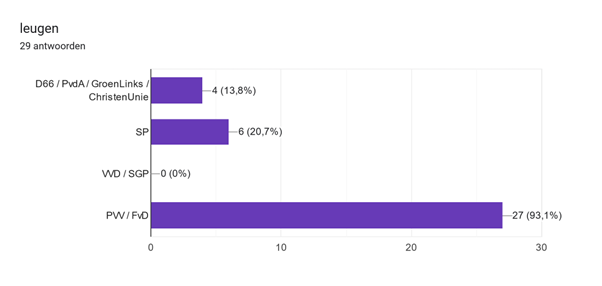 leugen
29 antwoorden
D66 / PvdA / GroenLinks /
ChristenUnie
4 (13,8%)
SP
6 (20,7%)
VVD / SGP
0 (0%)
PVV / FvD
27 (93,1%)
0
10
20
30